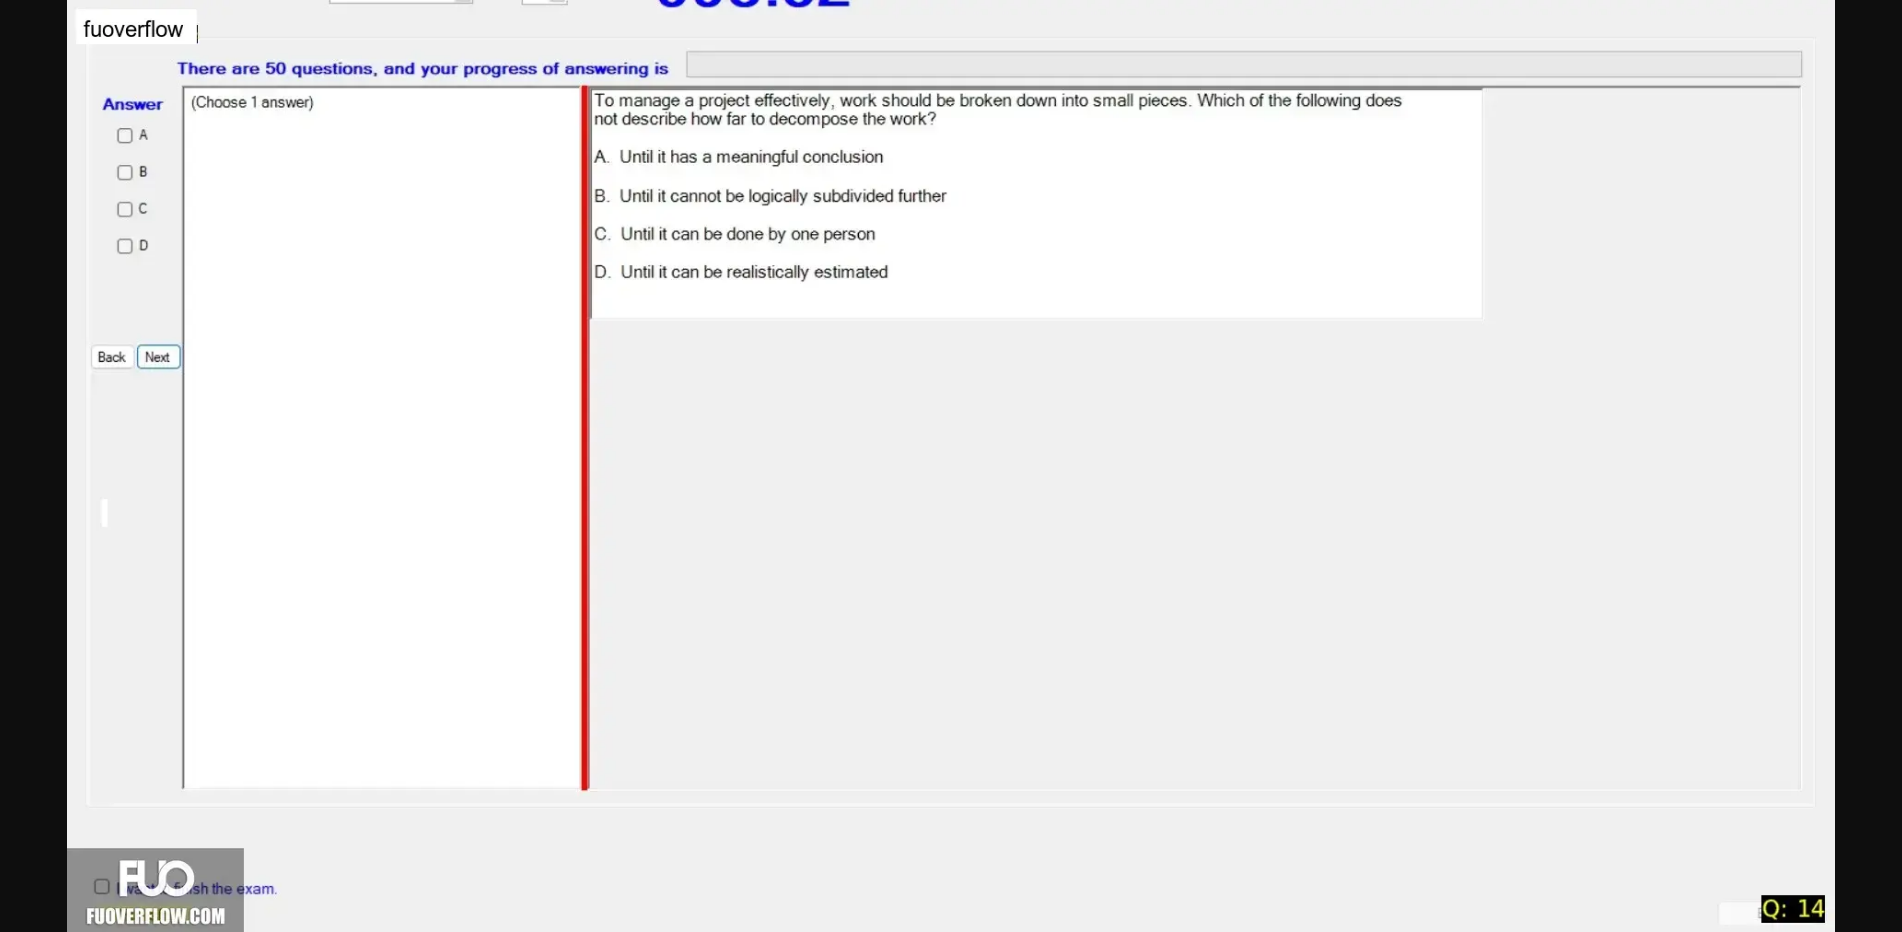 fuoverflow
There are 50 questions, and your progress of answering is
Answer
(Choose 1 answer)
A
B
C
D
Back
Next
To manage a project effectively, work should be broken down into small pieces. Which of the following does
not describe how far to decompose the work?
A. Until it has a meaningful conclusion
B. Until it cannot be logically subdivided further
C. Until it can be done by one person
D. Until it can be realistically estimated
FUO
the exam.
FUOVERFLOW.COM
Q: 14